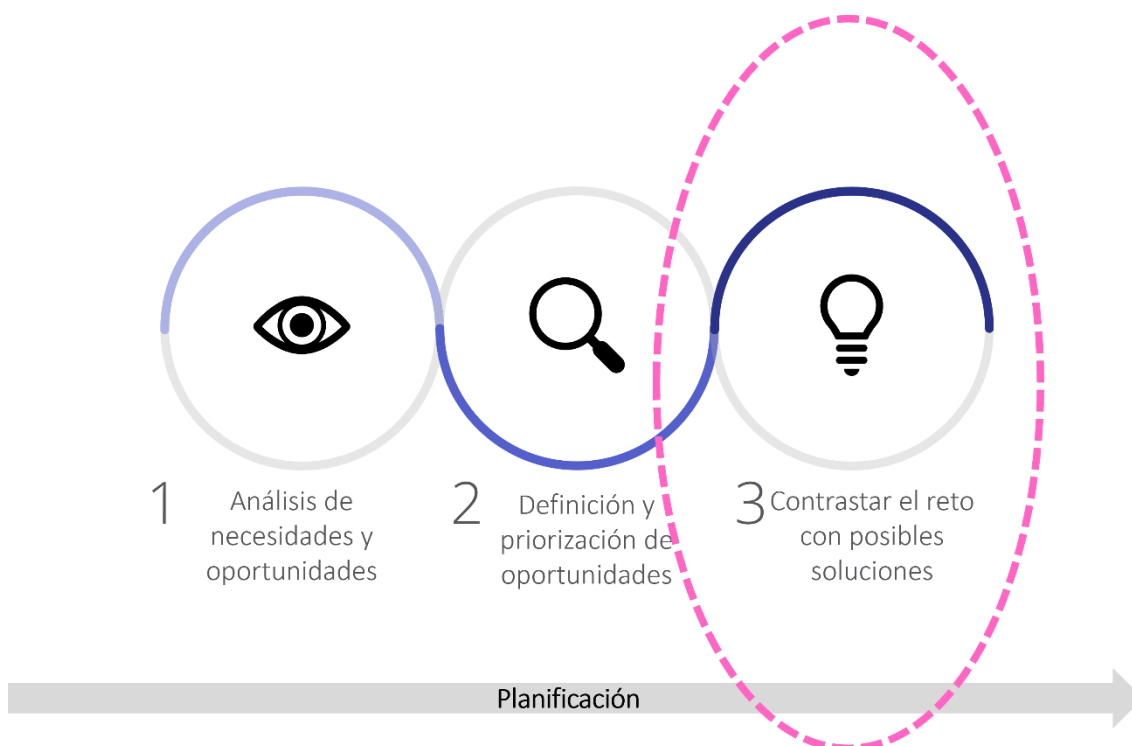 1
Análisis de
necesidades y
oportunidades
2
Definición y
priorización de
oportunidades
3
Contrastar el reto
con posibles
soluciones
Planificación